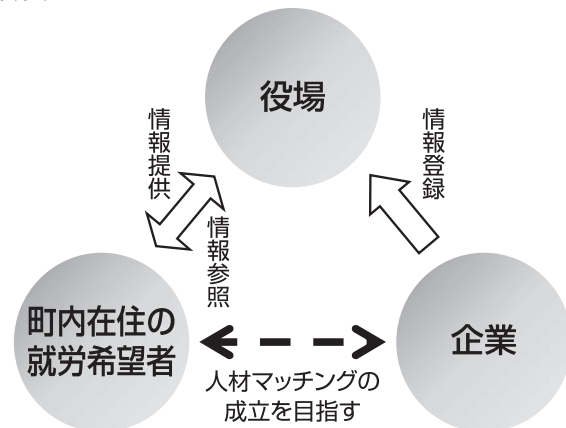 役場
情報提供
情報登録
情報参照
町内在住の
就労希望者
企業
人材マッチングの
成立を目指す